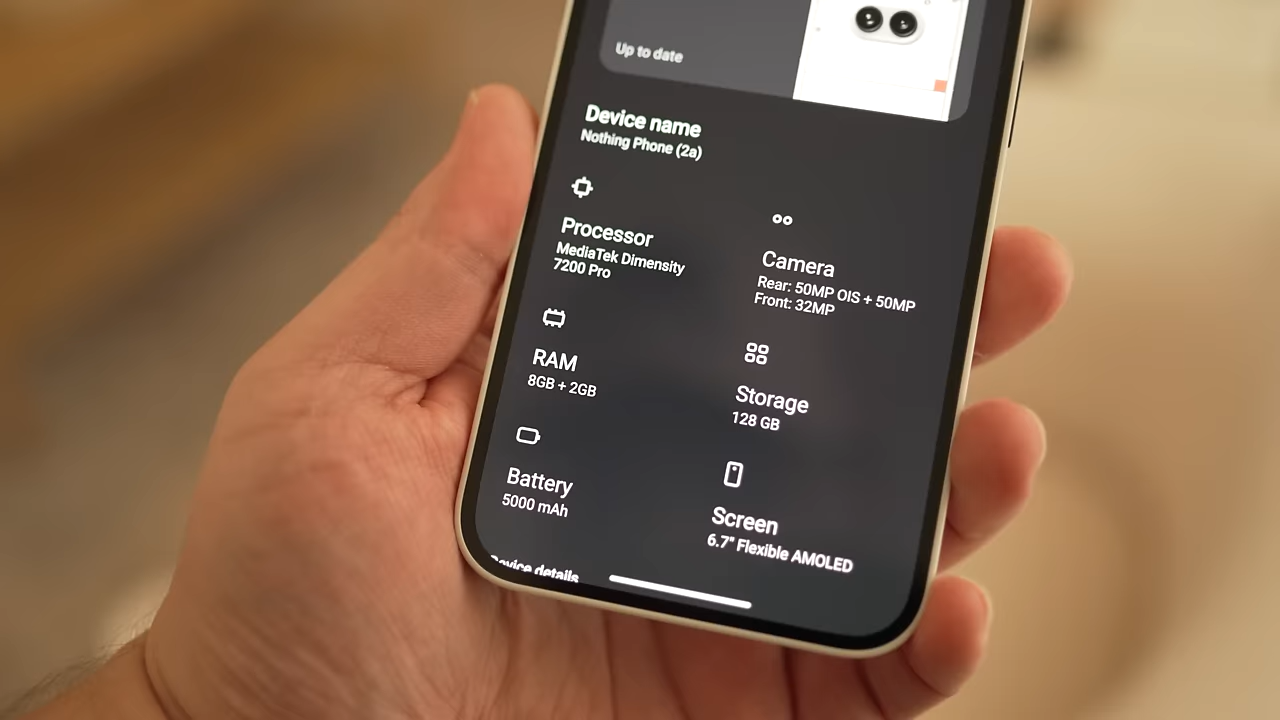 Up to date
Device name
Nothing Phone (2a)
Processor
MediaTek Dimensity
7200 Pro
Camera
Rear: 50MP OIS + 50MP
Front: 32MP
RAM
8GB + 2GB
Storage
128 GB
Battery
5000 mAh
Screen
6.7" Flexible AMOLED
Device details